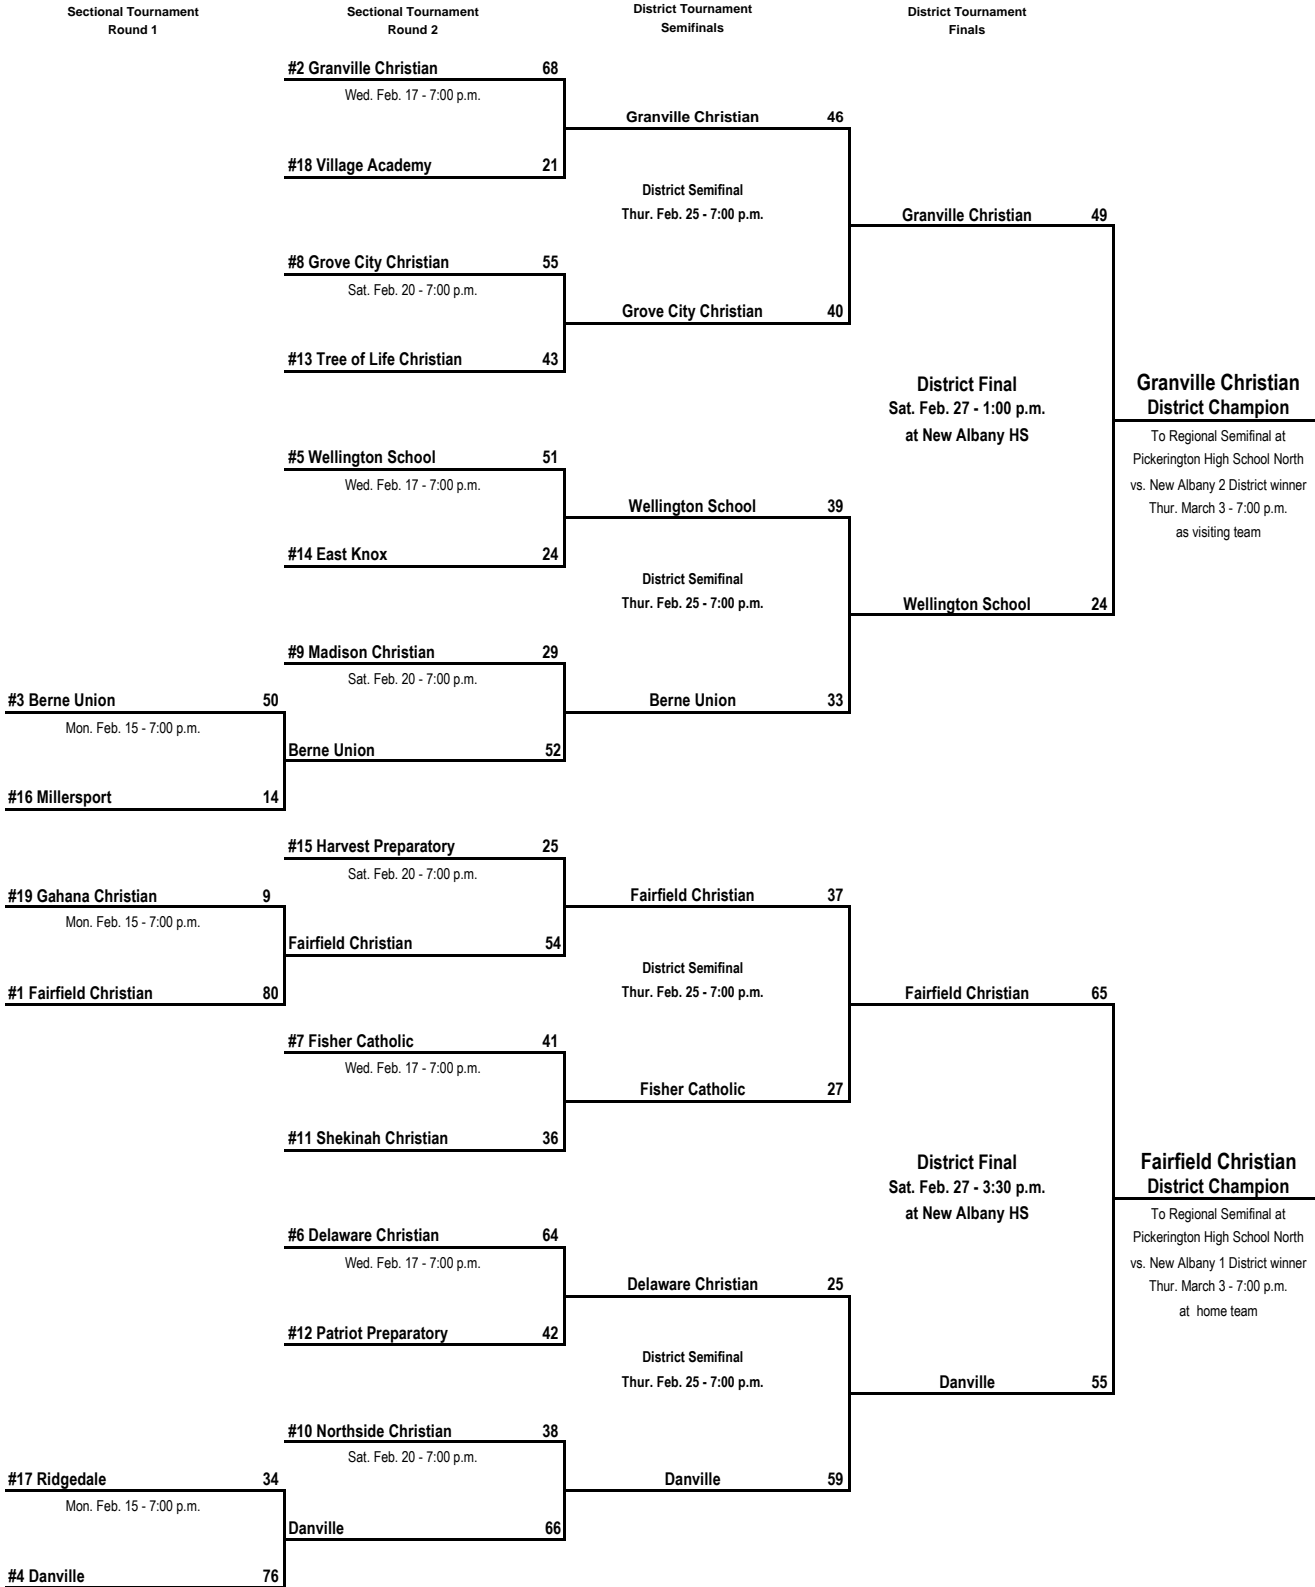 Sectional Tournament
Round 1
Sectional Tournament
Round 2
District Tournament
Semifinals
District Tournament
Finals
#2 Granville Christian 68
Wed. Feb. 17 - 7:00 p.m.
Granville Christian 46
#18 Village Academy 21
District Semifinal
Thur. Feb. 25 - 7:00 p.m.
Granville Christian 49
#8 Grove City Christian 55
Sat. Feb. 20 - 7:00 p.m.
Grove City Christian 40
#13 Tree of Life Christian 43
District Final
Sat. Feb. 27 - 1:00 p.m.
at New Albany HS
Granville Christian
District Champion
To Regional Semifinal at
Pickerington High School North
vs. New Albany 2 District winner
Thur. March 3 - 7:00 p.m.
as visiting team
#5 Wellington School 51
Wed. Feb. 17 - 7:00 p.m.
Wellington School 39
#14 East Knox 24
District Semifinal
Thur. Feb. 25 - 7:00 p.m.
Wellington School 24
#9 Madison Christian 29
Sat. Feb. 20 - 7:00 p.m.
#3 Berne Union 50
Berne Union 33
Mon. Feb. 15 - 7:00 p.m.
Berne Union 52
#16 Millersport 14
#15 Harvest Preparatory 25
Sat. Feb. 20 - 7:00 p.m.
#19 Gahana Christian 9
Fairfield Christian 37
Mon. Feb. 15 - 7:00 p.m.
Fairfield Christian 54
District Semifinal
Thur. Feb. 25 - 7:00 p.m.
#1 Fairfield Christian 80
Fairfield Christian 65
#7 Fisher Catholic 41
Wed. Feb. 17 - 7:00 p.m.
Fisher Catholic 27
#11 Shekinah Christian 36
District Final
Sat. Feb. 27 - 3:30 p.m.
at New Albany HS
Fairfield Christian
District Champion
To Regional Semifinal at
Pickerington High School North
vs. New Albany 1 District winner
Thur. March 3 - 7:00 p.m.
at home team
#6 Delaware Christian 64
Wed. Feb. 17 - 7:00 p.m.
Delaware Christian 25
#12 Patriot Preparatory 42
District Semifinal
Thur. Feb. 25 - 7:00 p.m.
Danville 55
#10 Northside Christian 38
Sat. Feb. 20 - 7:00 p.m.
#17 Ridgedale 34
Danville 59
Mon. Feb. 15 - 7:00 p.m.
Danville 66
#4 Danville 76